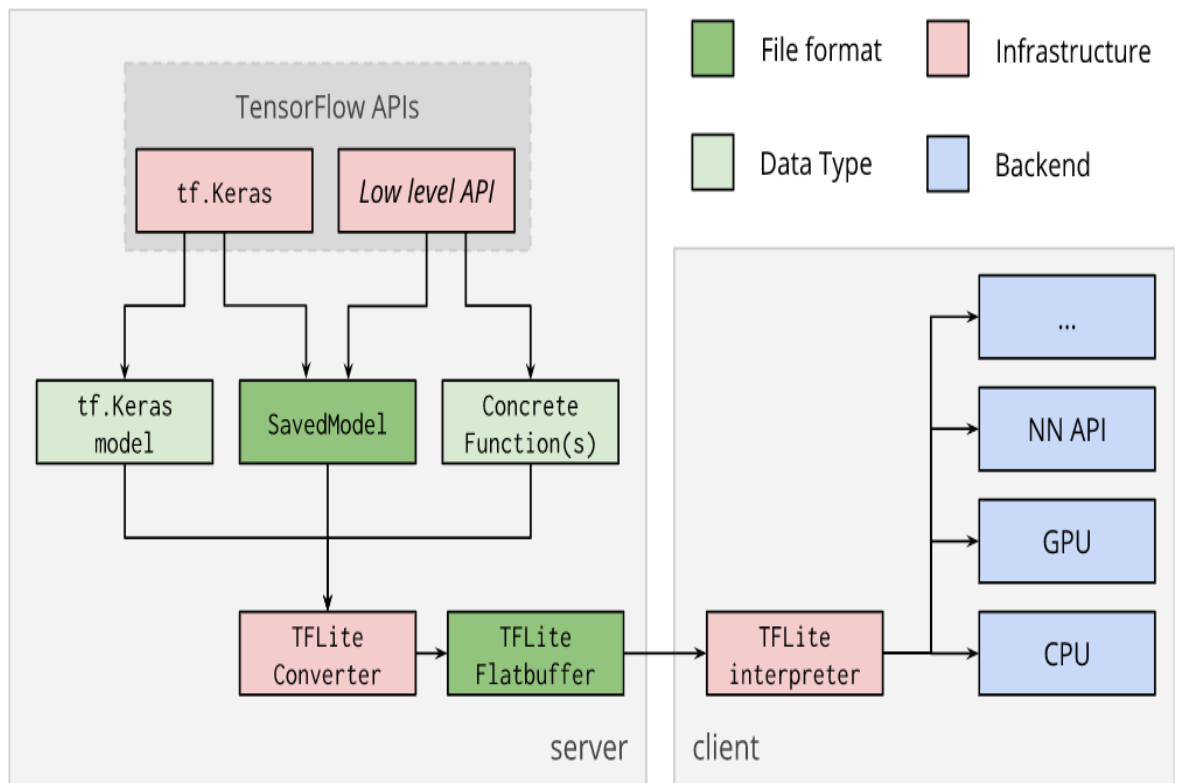 File format
Infrastructure
Data Type
Backend
TensorFlow APIs
tf.Keras
Low level API
tf.Keras
model
SavedModel
Concrete
Function(s)
TFLite
Converter
TFLite
Flatbuffer
server
TFLite
interpreter
...
NN API
GPU
CPU
client